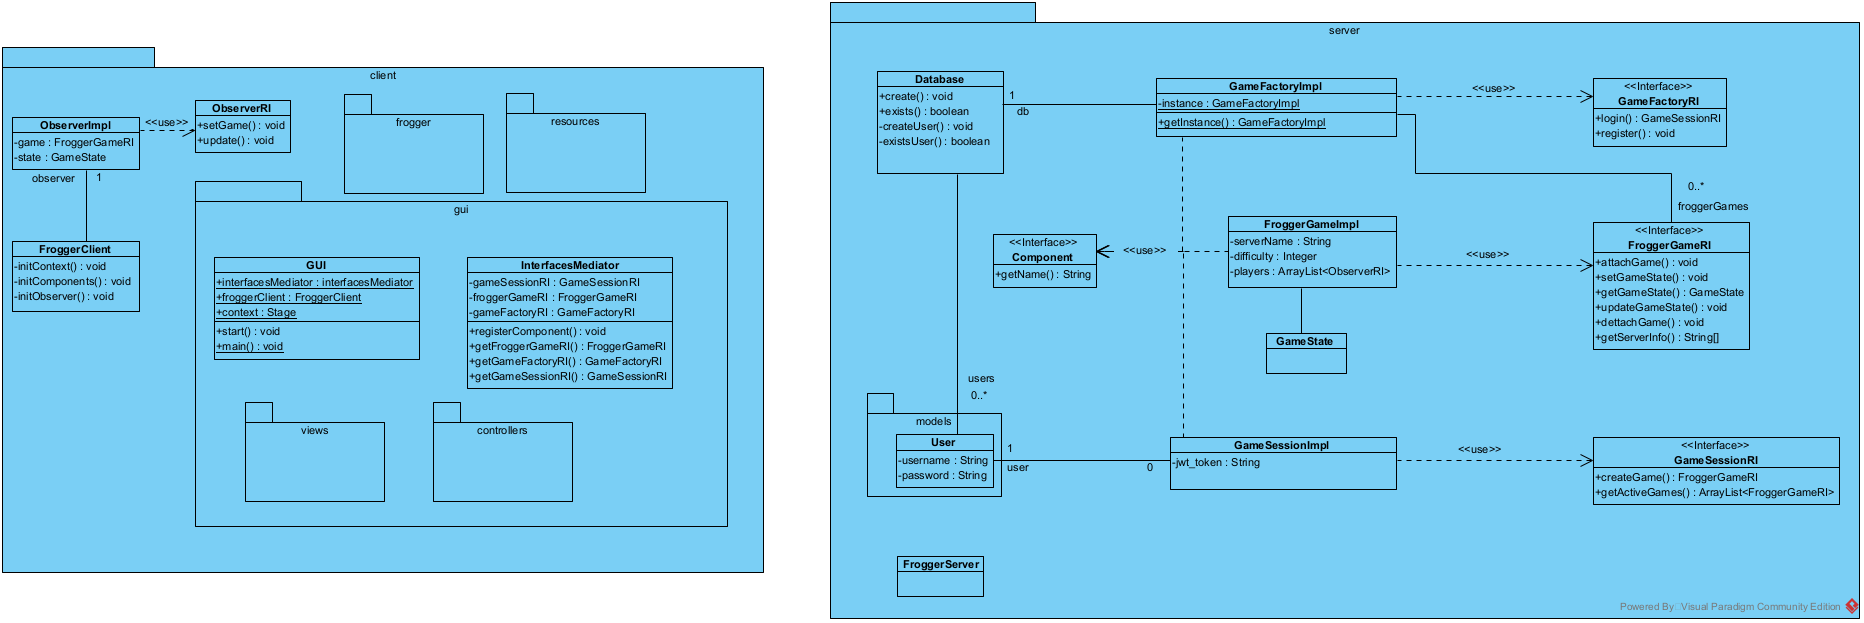 client
ObserverImpl
-game : FroggerGameRI
-state : GameState
<<use>>
ObserverRI
+setGame() : void
+update() : void
frogger
resources
observer
1
FroggerClient
-initContext() : void
-initComponents() : void
-initObserver() : void
gui
GUI
+interfacesMediator : interfacesMediator
+froggerClient : FroggerClient
+context : Stage
+start() : void
+main() : void
InterfacesMediator
-gameSessionRI : GameSessionRI
-froggerGameRI : FroggerGameRI
-gameFactoryRI : GameFactoryRI
+registerComponent() : void
+getFroggerGameRI() : FroggerGameRI
+getGameFactoryRI() : GameFactoryRI
+getGameSessionRI() : GameSessionRI
views
controllers
server
Database
+create() : void
+exists() : boolean
-createUser() : void
-existsUser() : boolean
1
db
GameFactoryImpl
-instance : GameFactoryImpl
+getInstance() : GameFactoryImpl
<<use>>
<<Interface>>
GameFactoryRI
+login() : GameSessionRI
+register() : void
0..*
froggerGames
<<Interface>>
Component
+getName() : String
<<use>>
FroggerGameImpl
-serverName : String
-difficulty : Integer
-players : ArrayList<ObserverRI>
<<use>>
<<Interface>>
FroggerGameRI
+attachGame() : void
+setGameState() : void
+getGameState() : GameState
+updateGameState() : void
+dettachGame() : void
+getServerInfo() : String[]
GameState
users
0..*
models
User
-username : String
-password : String
1
user
0
GameSessionImpl
-jwt_token : String
<<use>>
<<Interface>>
GameSessionRI
+createGame() : FroggerGameRI
+getActiveGames() : ArrayList<FroggerGameRI>
FroggerServer
Powered By Visual Paradigm Community Edition